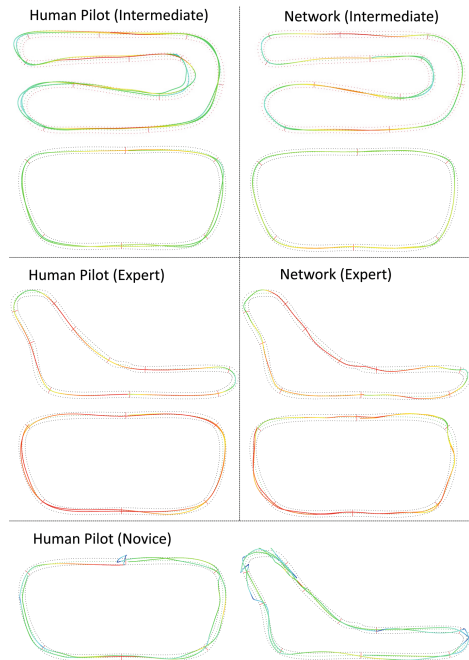 Human Pilot (Intermediate)
Network (Intermediate)
Human Pilot (Expert)
Network (Expert)
Human Pilot (Novice)